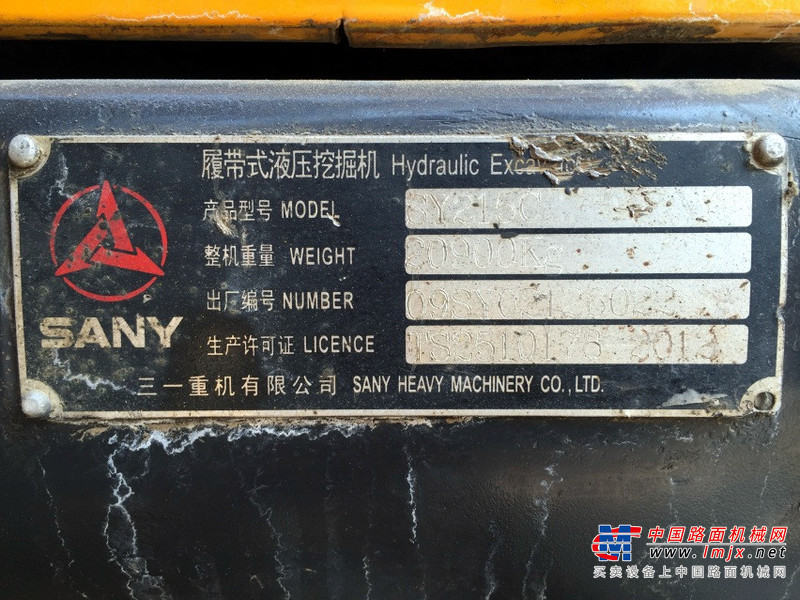 履带式液压挖掘机 Hydraulic
产品型号 MODEL SY215C
整机重量 WEIGHT 20900Kg
出厂编号 NUMBER
生产许可证 LICENCE
SANY
三一重机有限公司 SANY HEAVY MACHINERY CO.,LTD.
中国路面机械网
www.lmjx.net
买卖设备上中国路面机械网